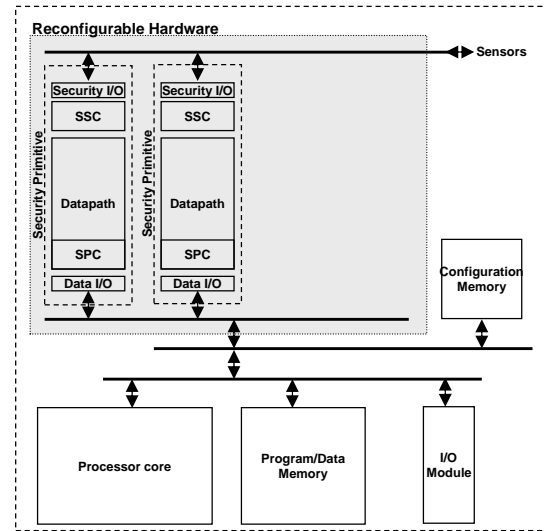 Reconfigurable Hardware
Sensors
Security Primitive
Security I/O
SSC
Datapath
SPC
Data I/O
Security Primitive
Security I/O
SSC
Datapath
SPC
Data I/O
Configuration
Memory
Processor core
Program/Data
Memory
I/O
Module